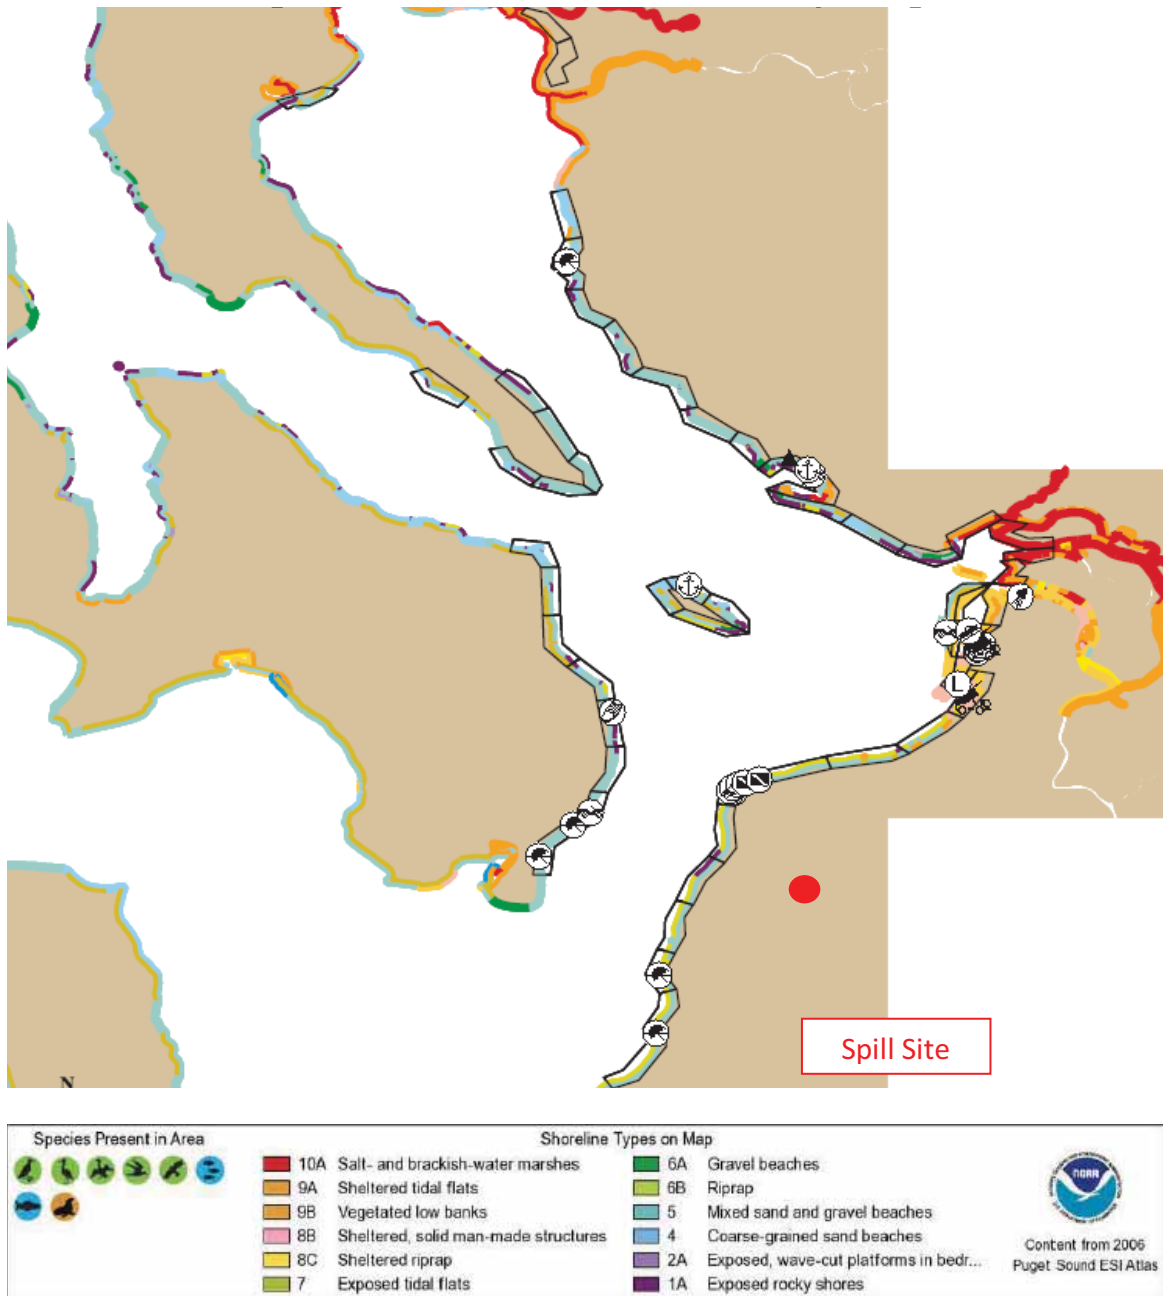 L
N
Spill Site
Species Present in Area
Shoreline Types on Map
10A Salt- and brackish-water marshes
9A Sheltered tidal flats
9B Vegetated low banks
8B Sheltered, solid man-made structures
8C Sheltered riprap
7 Exposed tidal flats
6A Gravel beaches
6B Riprap
5 Mixed sand and gravel beaches
4 Coarse-grained sand beaches
2A Exposed, wave-cut platforms in bedr...
1A Exposed rocky shores
NOAA
Content from 2006
Puget Sound ESI Atlas